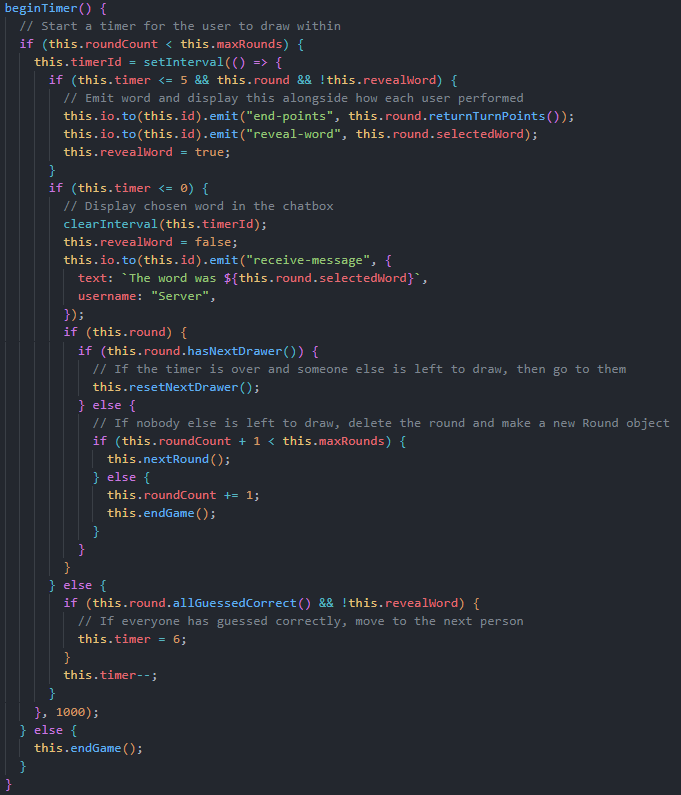 beginTimer() {
  // Start a timer for the user to draw within
  if (this.roundCount < this.maxRounds) {
    this.timerId = setInterval(() => {
      if (this.timer <= 5 && this.round && !this.revealWord) {
        // Emit word and display this alongside how each user performed
        this.io.to(this.id).emit("end-points", this.round.returnTurnPoints());
        this.io.to(this.id).emit("reveal-word", this.round.selectedWord);
        this.revealWord = true;
      }
      if (this.timer <= 0) {
        // Display chosen word in the chatbox
        clearInterval(this.timerId);
        this.revealWord = false;
        this.io.to(this.id).emit("receive-message", {
          text: `The word was ${this.round.selectedWord}`,
          username: "Server",
        });
        if (this.round) {
          if (this.round.hasNextDrawer()) {
            // If the timer is over and someone else is left to draw, then go to them
            this.resetNextDrawer();
          } else {
            // If nobody else is left to draw, delete the round and make a new Round object
            if (this.roundCount + 1 < this.maxRounds) {
              this.nextRound();
            } else {
              this.roundCount += 1;
              this.endGame();
            }
          }
        }
      } else {
        if (this.round.allGuessedCorrect() && !this.revealWord) {
          // If everyone has guessed correctly, move to the next person
          this.timer = 6;
        }
        this.timer--;
      }
    }, 1000);
  } else {
    this.endGame();
  }
}